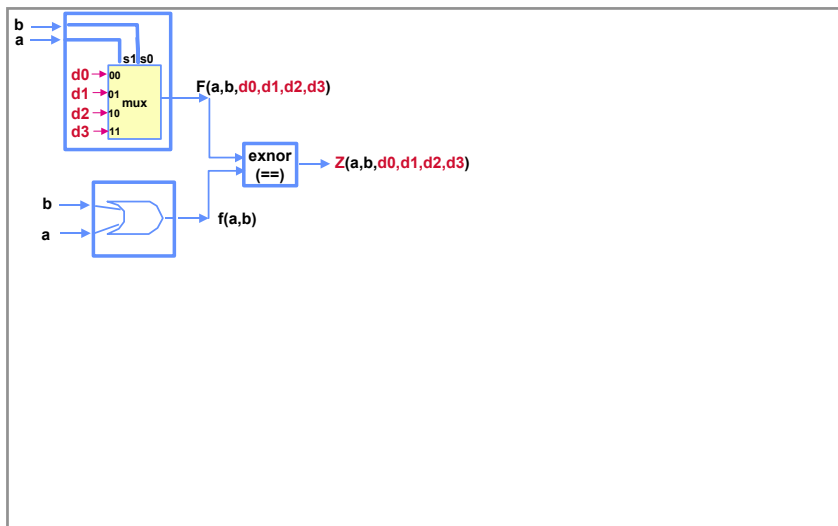 b
a
s1 s0
d0 00
d1 01
mux
d2 10
d3 11
F(a,b,d0,d1,d2,d3)
exnor
(==)
Z(a,b,d0,d1,d2,d3)
b
a
f(a,b)